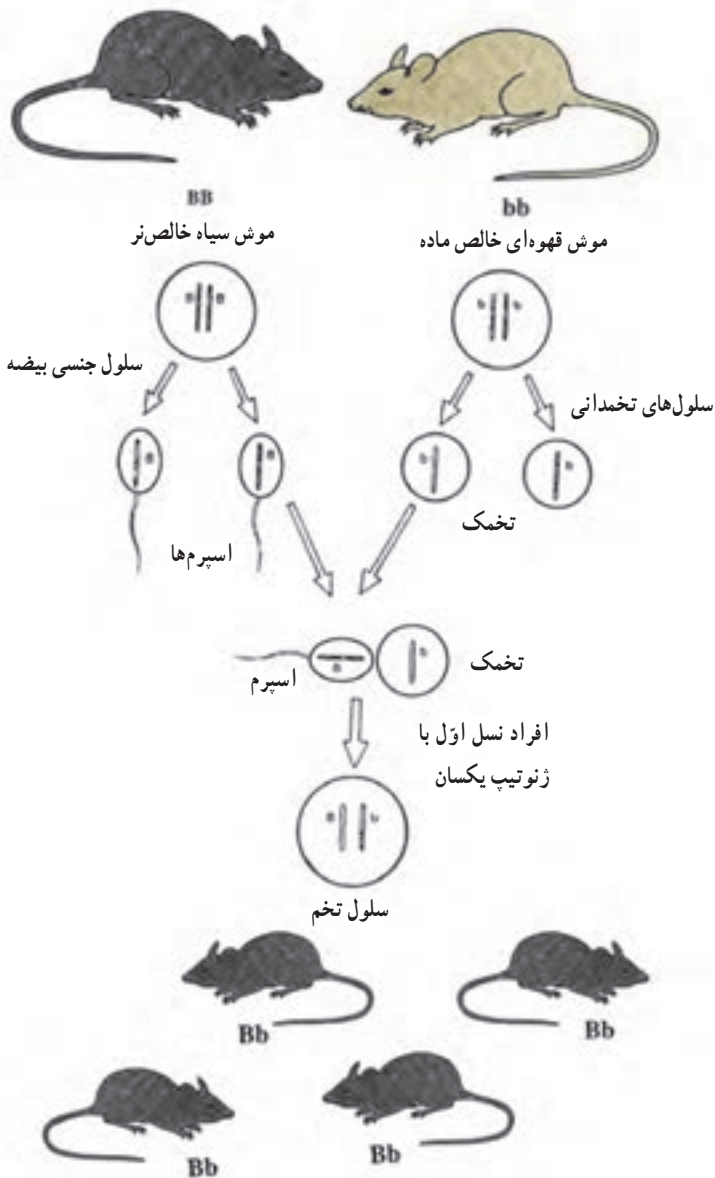 BB
bb
موش سیاه خالص‌نر
موش قهوه‌ای خالص ماده
B B
b b
سلول جنسی بیضه
سلول‌های تخمدانی
B
B
b
b
اسپرم‌ها
تخمک
B
b
اسپرم
تخمک
افراد نسل اوّل با
ژنوتیپ یکسان
B b
سلول تخم
Bb
Bb
Bb
Bb